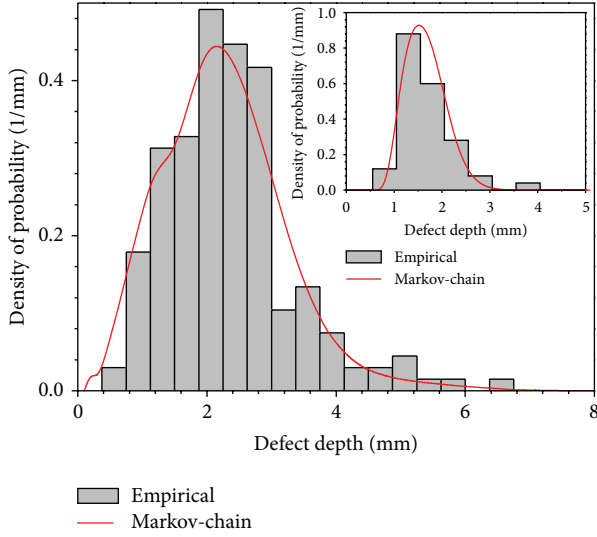 Density of probability (1/mm)
0.4
0.2
0.0
0
2
4
6
8
Defect depth (mm)
Empirical
Markov-chain
Density of probability (1/mm)
1.0
0.8
0.6
0.4
0.2
0.0
0
1
2
3
4
5
Defect depth (mm)
Empirical
Markov-chain